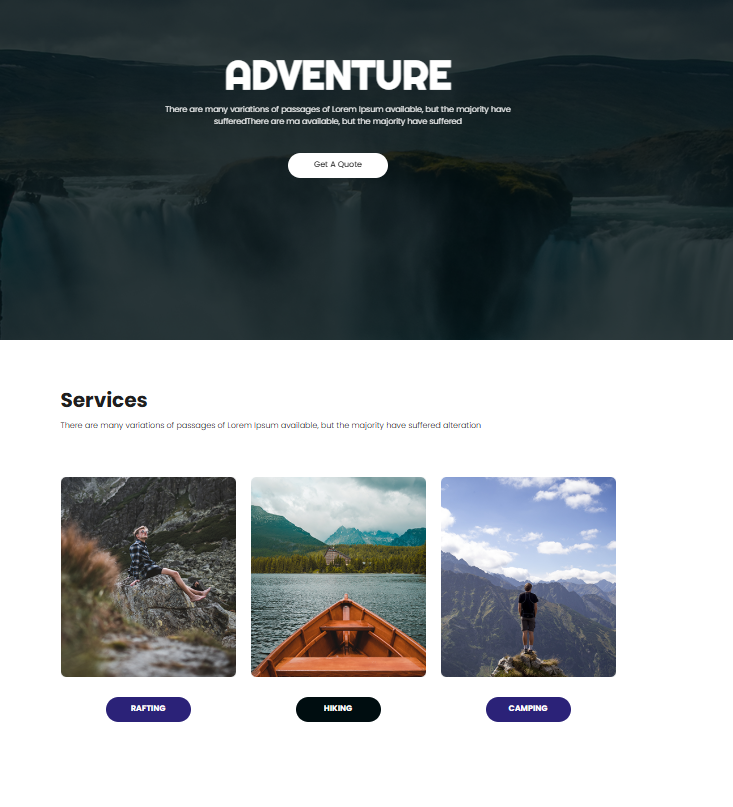 ADVENTURE
There are many variations of passages of Lorem Ipsum available, but the majority have
sufferedThere are ma available, but the majority have suffered
Get A Quote
Services
There are many variations of passages of Lorem Ipsum available, but the majority have suffered alteration
RAFTING
HIKING
CAMPING